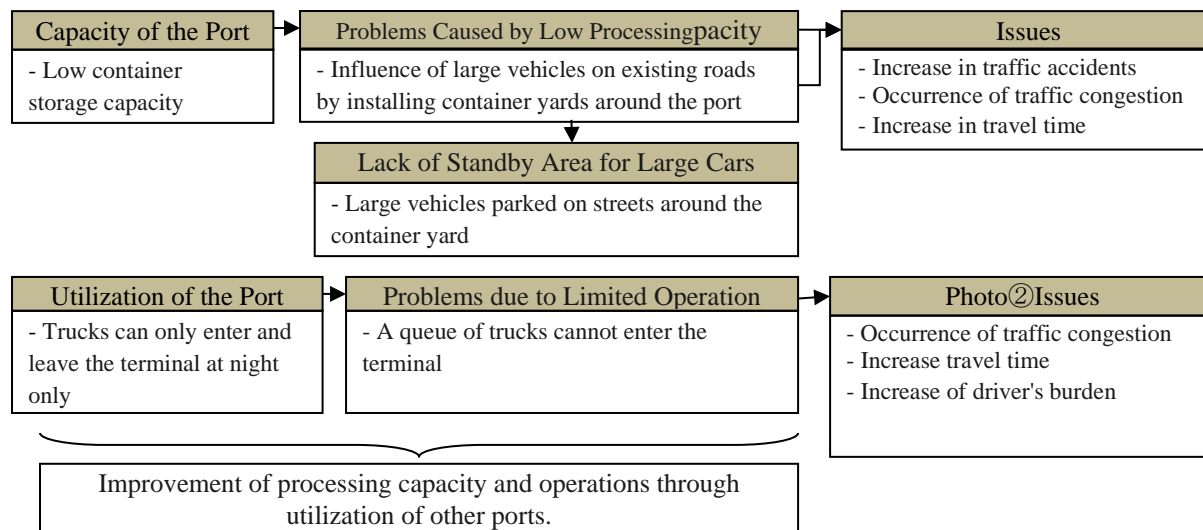 Capacity of the Port
- Low container
storage capacity
Problems Caused by Low Processingpacity
- Influence of large vehicles on existing roads
by installing container yards around the port
Issues
- Increase in traffic accidents
- Occurrence of traffic congestion
- Increase in travel time
Lack of Standby Area for Large Cars
- Large vehicles parked on streets around the
container yard
Utilization of the Port
- Trucks can only enter and
leave the terminal at night
only
Problems due to Limited Operation
- A queue of trucks cannot enter the
terminal
Photo②Issues
- Occurrence of traffic congestion
- Increase travel time
- Increase of driver's burden
Improvement of processing capacity and operations through
utilization of other ports.